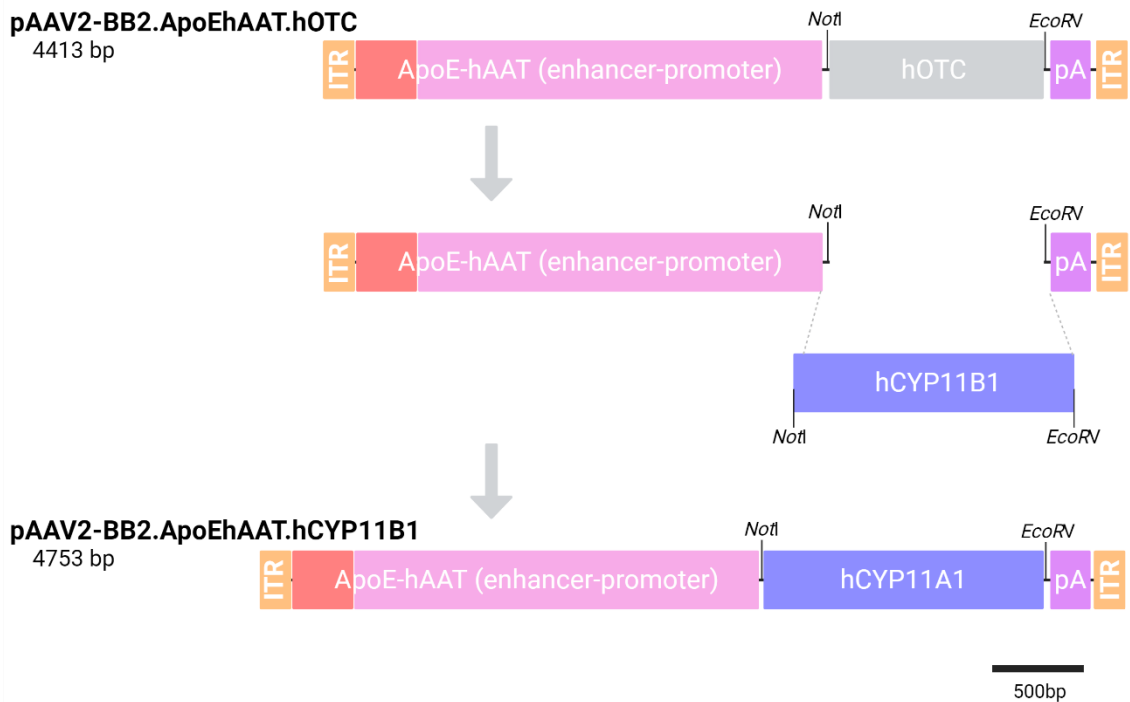 pAAV2-BB2.ApoEhAAT.hOTC
4413 bp
NotI
EcoRV
ITR
ApoE-hAAT (enhancer-promoter)
hOTC
pA
ITR
NotI
EcoRV
ITR
ApoE-hAAT (enhancer-promoter)
pA
ITR
hCYP11B1
NotI
EcoRV
pAAV2-BB2.ApoEhAAT.hCYP11B1
4753 bp
NotI
EcoRV
ITR
ApoE-hAAT (enhancer-promoter)
hCYP11A1
pA
ITR
500bp